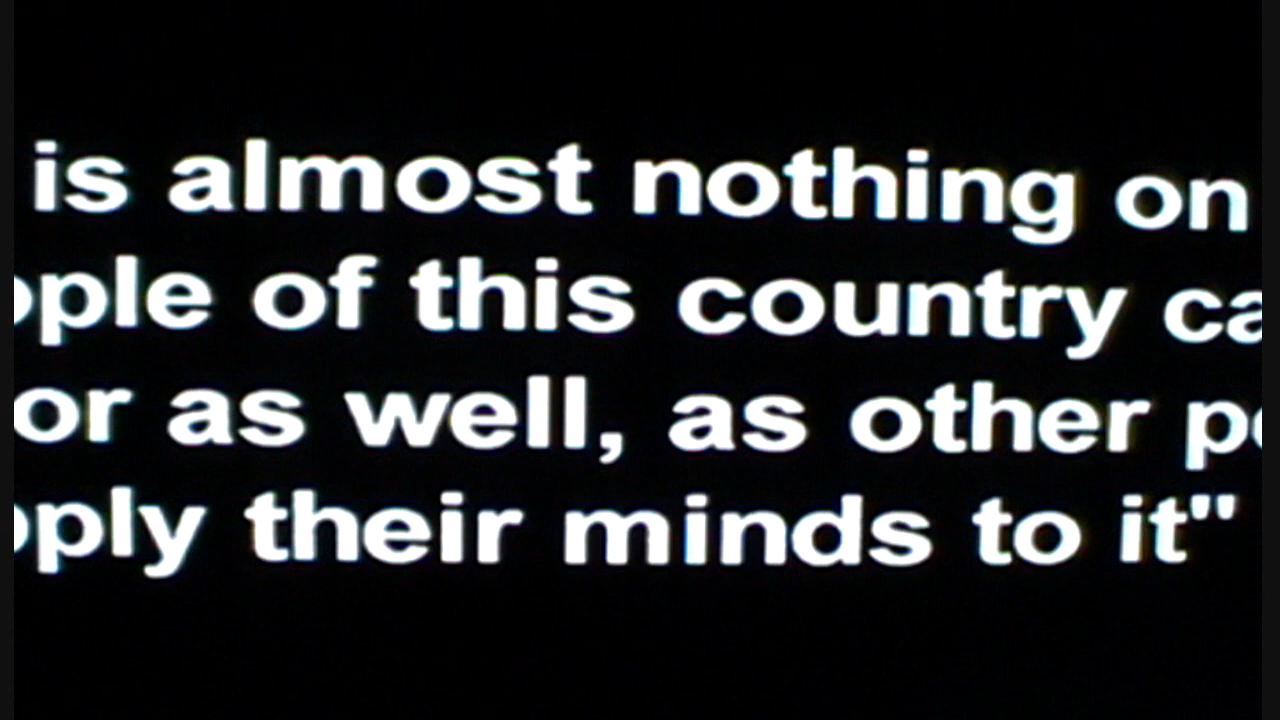 is almost nothing on
of this country
as well, as other
their minds to it"